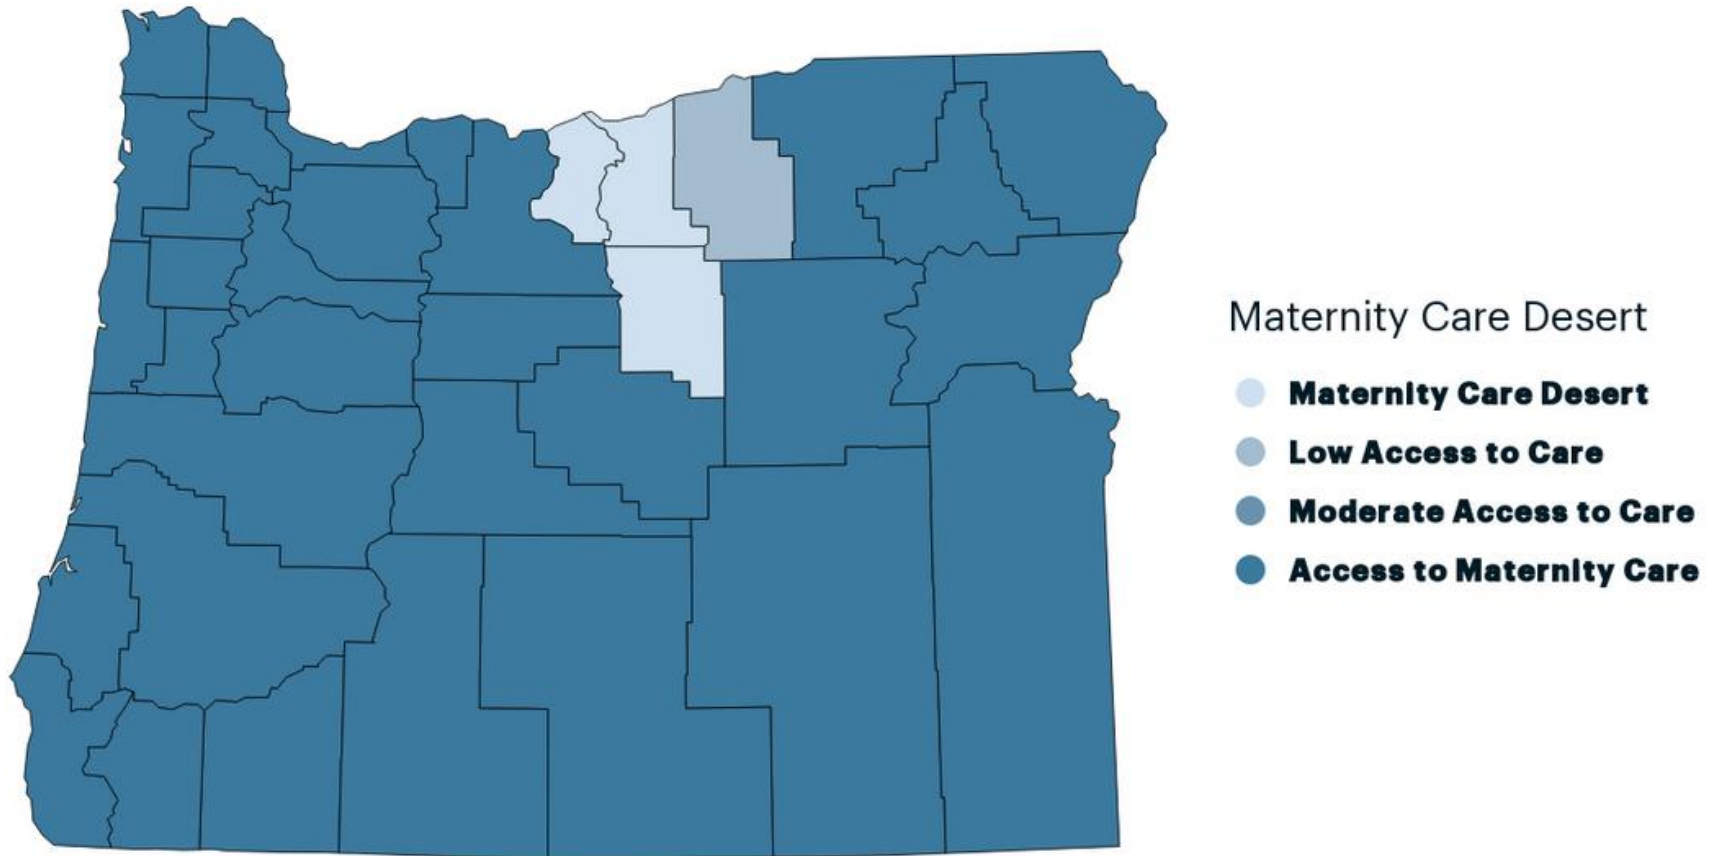 Maternity Care Desert
Maternity Care Desert
Low Access to Care
Moderate Access to Care
Access to Maternity Care